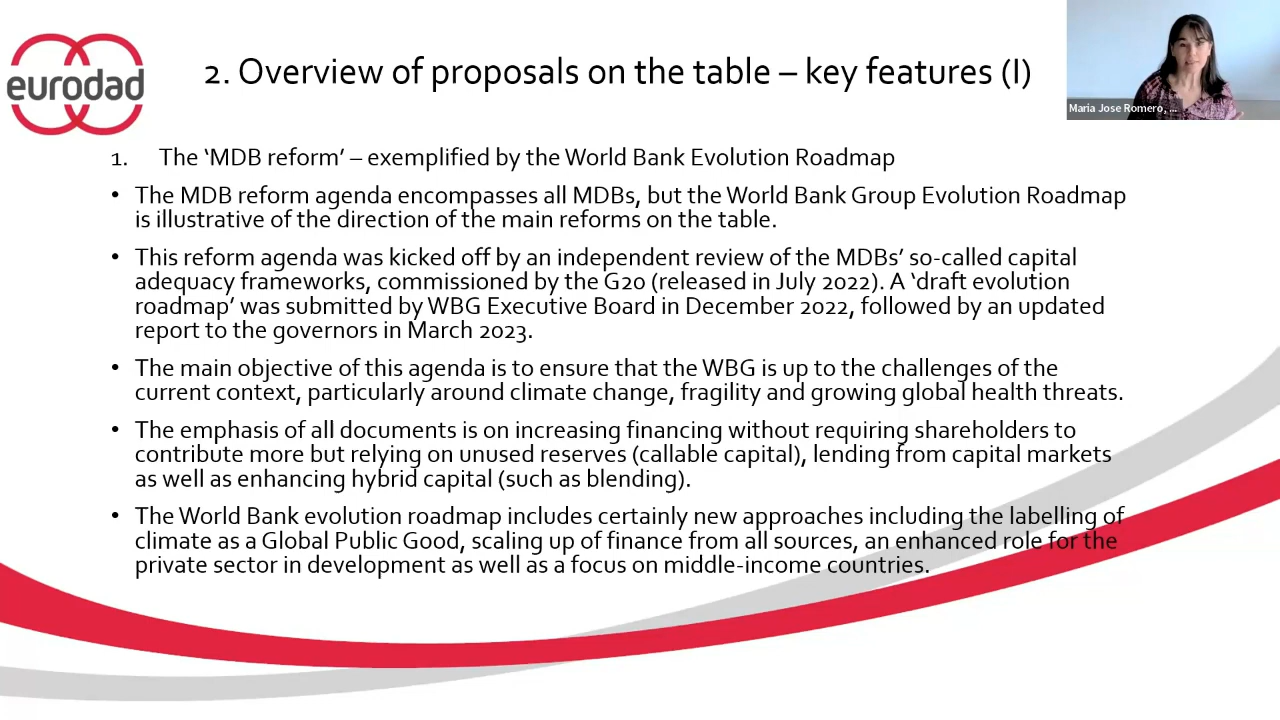 eurodad
2. Overview of proposals on the table – key features (I)
Maria Jose Romero, ...
1. The ‘MDB reform’ – exemplified by the World Bank Evolution Roadmap
• The MDB reform agenda encompasses all MDBs, but the World Bank Group Evolution Roadmap
is illustrative of the direction of the main reforms on the table.
• This reform agenda was kicked off by an independent review of the MDBs’ so-called capital
adequacy frameworks, commissioned by the G20 (released in July 2022). A ‘draft evolution
roadmap’ was submitted by WBG Executive Board in December 2022, followed by an updated
report to the governors in March 2023.
• The main objective of this agenda is to ensure that the WBG is up to the challenges of the
current context, particularly around climate change, fragility and growing global health threats.
• The emphasis of all documents is on increasing financing without requiring shareholders to
contribute more but relying on unused reserves (callable capital), lending from capital markets
as well as enhancing hybrid capital (such as blending).
• The World Bank evolution roadmap includes certainly new approaches including the labelling of
climate as a Global Public Good, scaling up of finance from all sources, an enhanced role for the
private sector in development as well as a focus on middle-income countries.